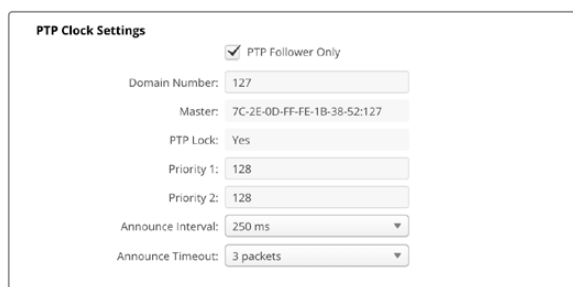 PTP Clock Settings
PTP Follower Only
Domain Number: 127
Master: 7C-2E-0D-FF-FE-1B-38-52:127
PTP Lock: Yes
Priority 1: 128
Priority 2: 128
Announce Interval: 250 ms
Announce Timeout: 3 packets